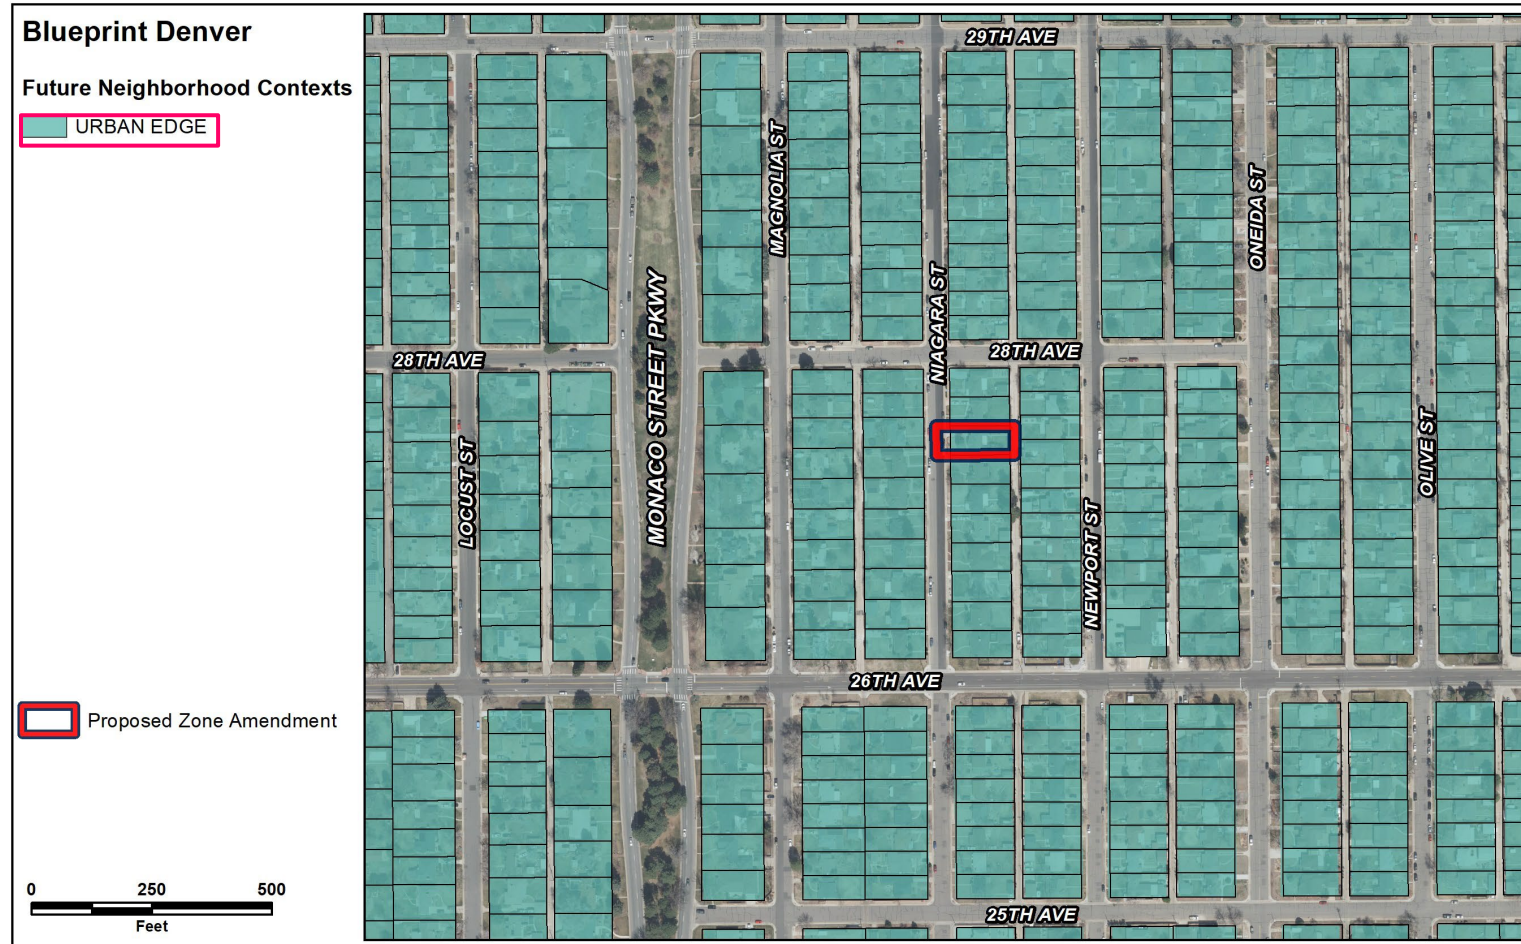 Blueprint Denver
Future Neighborhood Contexts
URBAN EDGE
Proposed Zone Amendment
0 250 500
Feet
29TH AVE
MAGNOLIA ST
ONEIDA ST
NIAGARA ST
MONACO STREET PKWY
28TH AVE
28TH AVE
LOCUST ST
OLIVE ST
NEWPORT ST
26TH AVE
25TH AVE